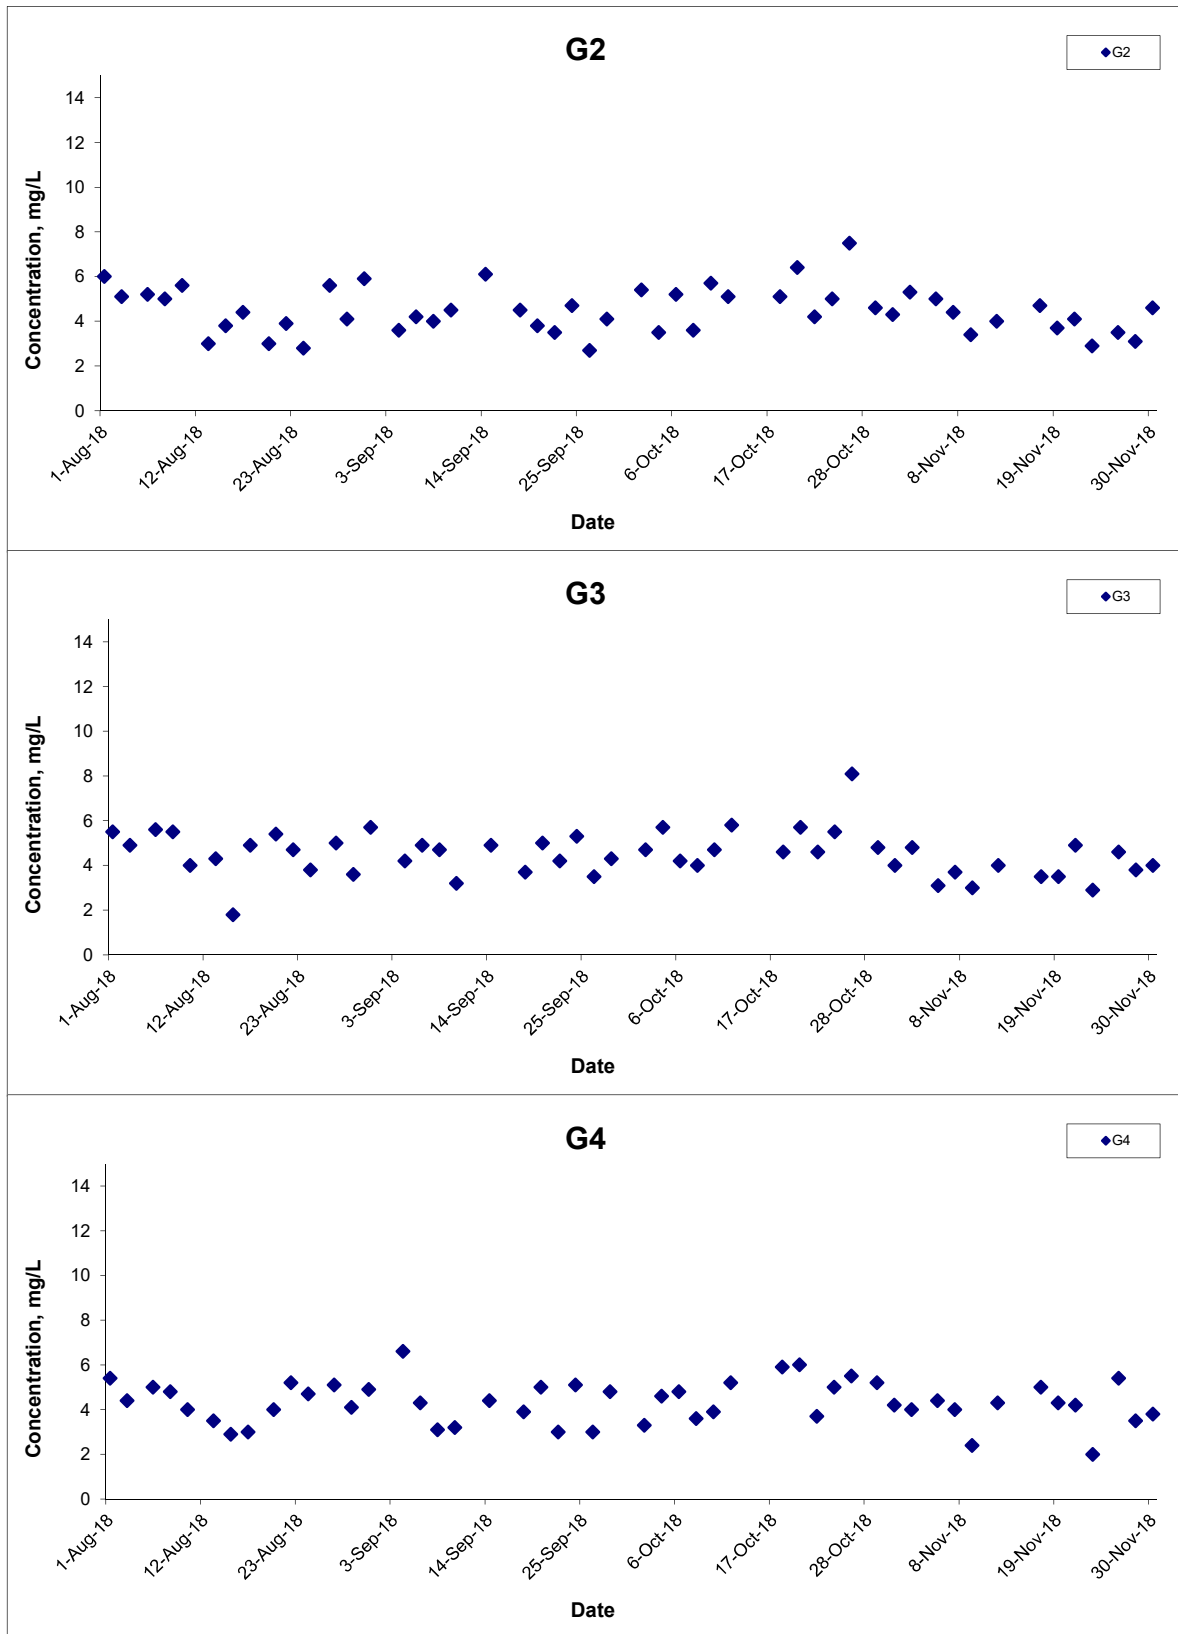 G2
G2
14
12
10
8
6
4
2
0
Concentration, mg/L
1-Aug-18
12-Aug-18
23-Aug-18
3-Sep-18
14-Sep-18
25-Sep-18
6-Oct-18
17-Oct-18
28-Oct-18
8-Nov-18
19-Nov-18
30-Nov-18
Date
G3
G3
14
12
10
8
6
4
2
0
Concentration, mg/L
1-Aug-18
12-Aug-18
23-Aug-18
3-Sep-18
14-Sep-18
25-Sep-18
6-Oct-18
17-Oct-18
28-Oct-18
8-Nov-18
19-Nov-18
30-Nov-18
Date
G4
G4
14
12
10
8
6
4
2
0
Concentration, mg/L
1-Aug-18
12-Aug-18
23-Aug-18
3-Sep-18
14-Sep-18
25-Sep-18
6-Oct-18
17-Oct-18
28-Oct-18
8-Nov-18
19-Nov-18
30-Nov-18
Date